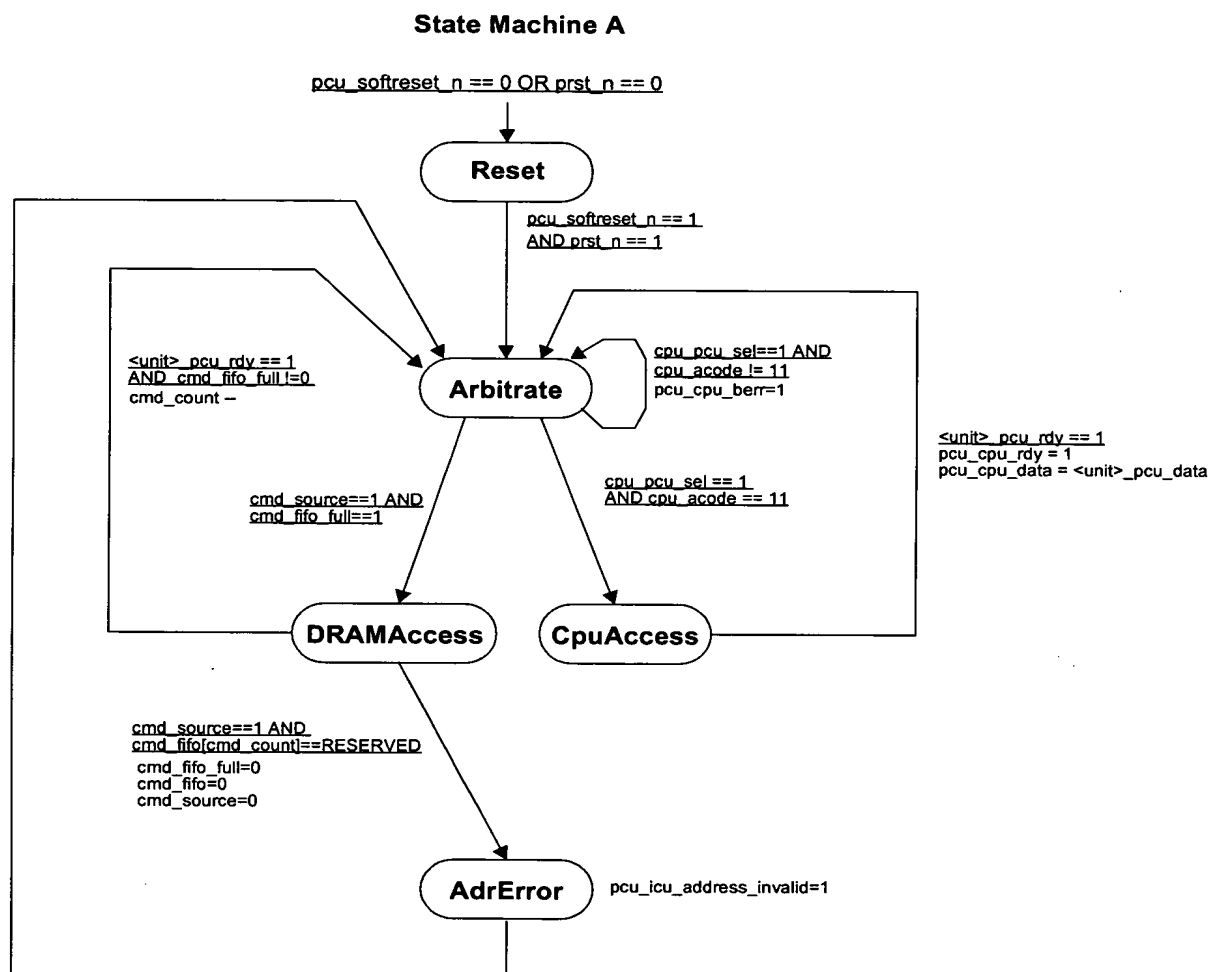 State Machine A
pcu_softreset_n == 0 OR prst_n == 0
Reset
pcu_softreset_n == 1
AND prst_n == 1
<unit>_pcu_rdy == 1
AND cmd_fifo_full !=0
cmd_count --
Arbitrate
cpu_pcu_sel==1 AND
cpu_acode != 11
pcu_cpu_berr=1
<unit>_pcu_rdy == 1
pcu_cpu_rdy = 1
pcu_cpu_data = <unit>_pcu_data
cmd_source==1 AND
cmd_fifo_full==1
cpu_pcu_sel == 1
AND cpu_acode == 11
DRAMAccess
CpuAccess
cmd_source==1 AND
cmd_fifo[cmd_count]==RESERVED
cmd_fifo_full=0
cmd_fifo=0
cmd_source=0
AdrError
pcu_icu_address_invalid=1